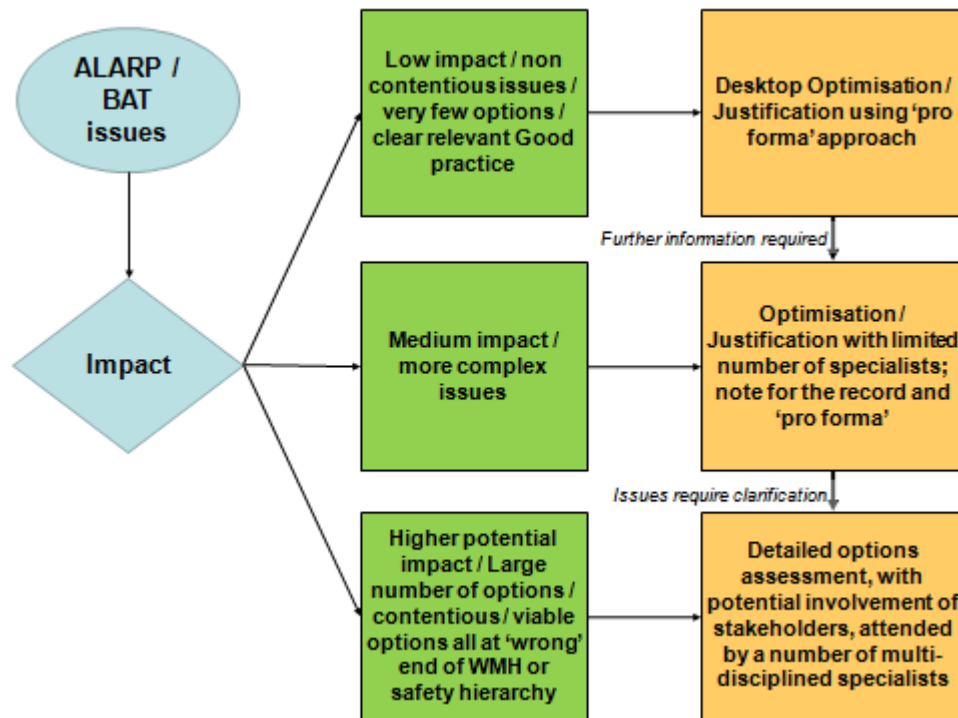 ALARP /
BAT
issues
Low impact / non
contentious issues /
very few options /
clear relevant Good
practice
Desktop Optimisation /
Justification using ‘pro
forma’ approach
Further information required
Impact
Medium impact /
more complex
issues
Optimisation /
Justification with limited
number of specialists;
note for the record and
‘pro forma’
Issues require clarification
Higher potential
impact / Large
number of options /
contentious / viable
options all at ‘wrong’
end of WMH or
safety hierarchy
Detailed options
assessment, with
potential involvement of
stakeholders, attended
by a number of multi-
disciplined specialists